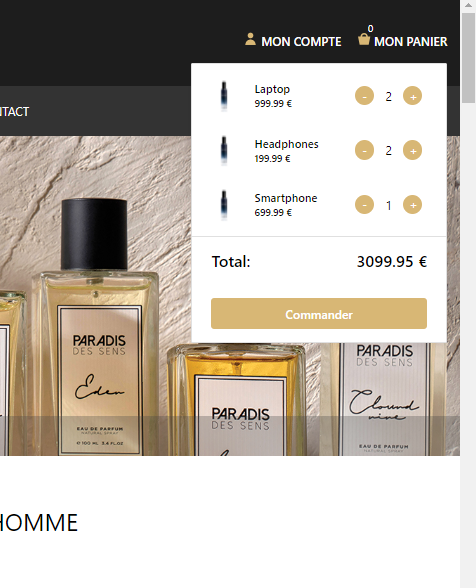 0
MON COMPTE MON PANIER
Laptop
999.99 €
- 2 +
NTACT
Headphones
199.99 €
- 2 +
Smartphone
699.99 €
- 1 +
Total: 3099.95 €
Commander
PARADIS
DES SENS
Eden
EAU DE PARFUM
NATURAL SPRAY
100 ML 3.4 FL.OZ
PARADIS
DES SENS
PARADIS
DES SENS
EAU DE PARFUM
NATURAL SPRAY
HOMME